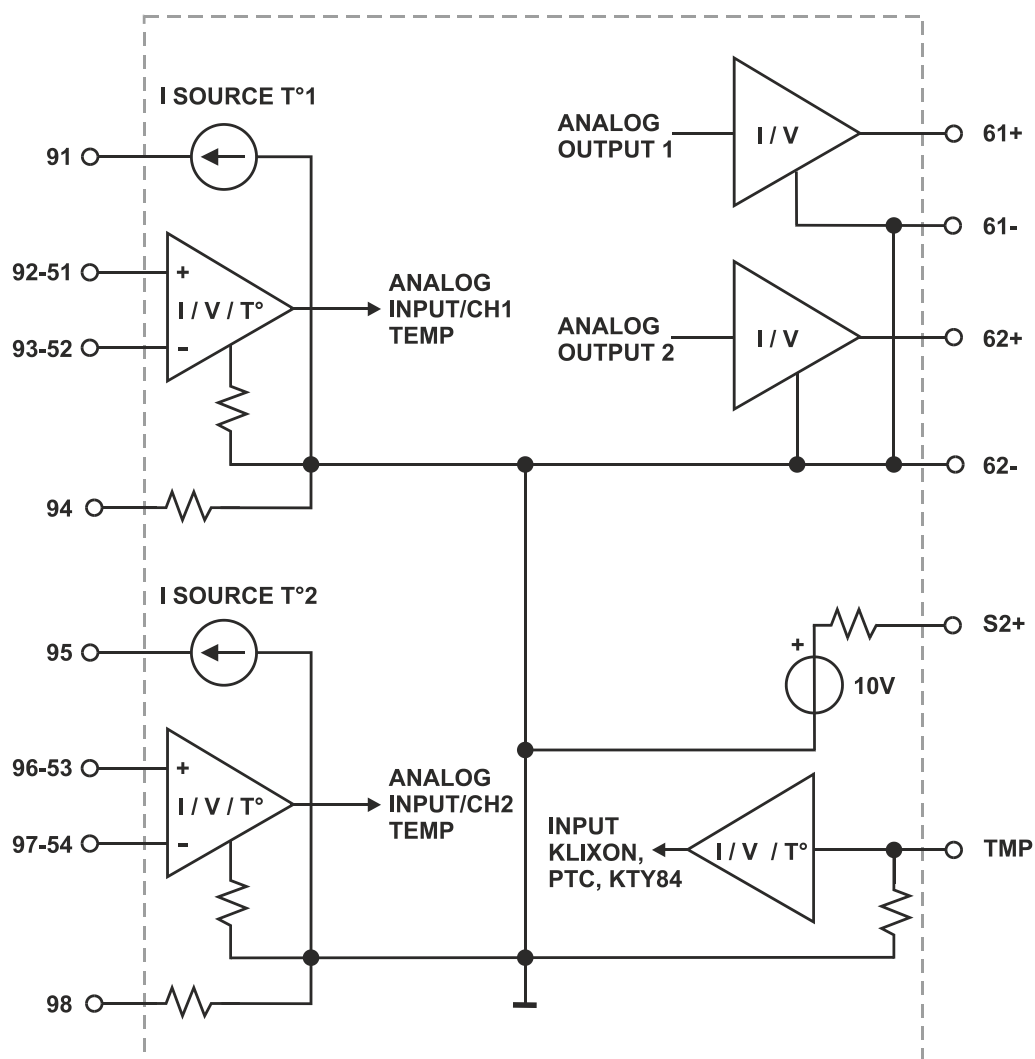 I SOURCE T°1
91
92-51
+
I / V / T°
93-52
-
ANALOG
INPUT/CH1
TEMP
94
ANALOG
OUTPUT 1
I / V
61+
61-
ANALOG
OUTPUT 2
I / V
62+
62-
I SOURCE T°2
95
96-53
+
I / V / T°
97-54
-
ANALOG
INPUT/CH2
TEMP
98
S2+
+
10V
INPUT
KLIXON,
PTC, KTY84
I / V / T°
TMP